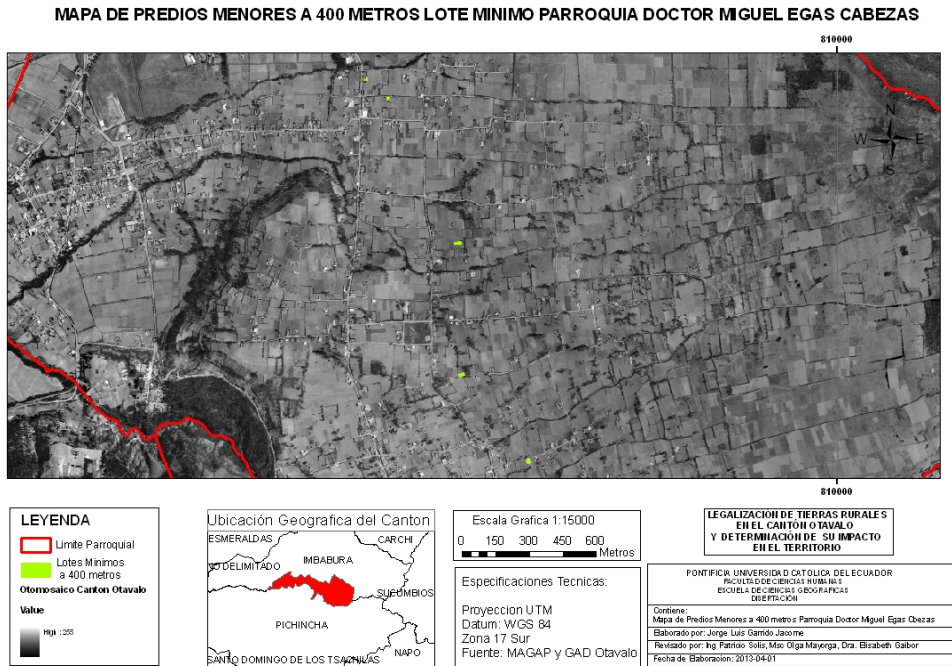 MAPA DE PREDIOS MENORES A 400 METROS LOTE MINIMO PARROQUIA DOCTOR MIGUEL EGAS CABEZAS
810000
N
W E
S
810000
LEYENDA
Limite Parroquial
Lotes Minimos
a 400 metros
Otomosaico Canton Otavalo
Value
High : 255
Ubicación Geografica del Canton
ESMERALDAS
CARCHI
IMBABURA
NO DELIMITADO
SUCUMBIOS
PICHINCHA
NAPO
SANTO DOMINGO DE LOS TSACHILAS
Escala Grafica 1:15000
0 150 300 450 600
Metros
Especificaciones Tecnicas:
Proyeccion UTM
Datum: WGS 84
Zona 17 Sur
Fuente: MAGAP y GAD Otavalo
LEGALIZACIÓN DE TIERRAS RURALES
EN EL CANTÓN OTAVALO
Y DETERMINACIÓN DE SU IMPACTO
EN EL TERRITORIO
PONTIFICIA UNIVERSIDAD CATOLICA DEL ECUADOR
FACULTAD DE CIENCIAS HUMANAS
ESCUELA DE CIENCIAS GEOGRAFICAS
DISERTACIÓN
Contiene:
Mapa de Predios Menores a 400 metros Parroquia Doctor Miguel Egas Cbezas
Elaborado por: Jorge Luis Garrido Jacome
Revisado por: Ing Patricio Solis, Msc Olga Mayorga, Dra. Elisabeth Gaibor
Fecha de Elaboracion: 2013-04-01